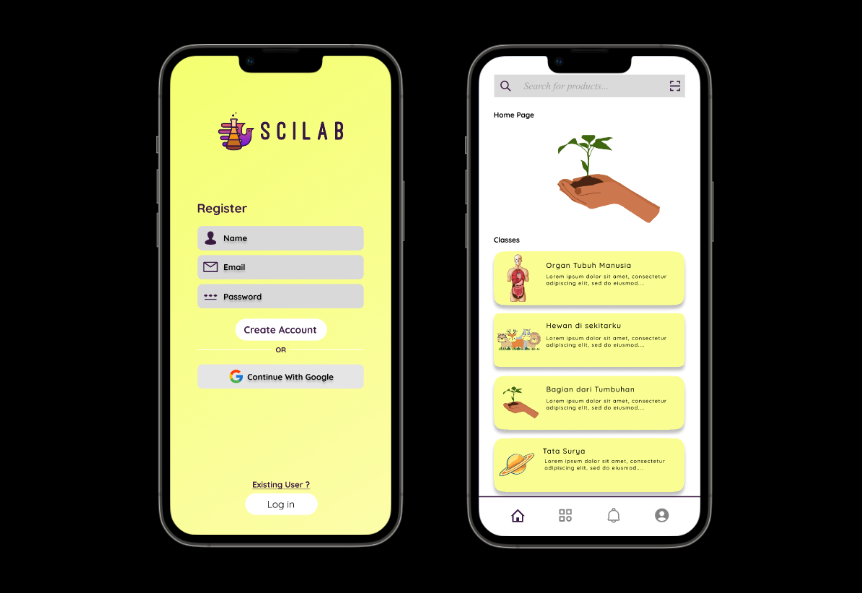 SCILAB
Register
Name
Email
Password
Create Account
OR
Continue With Google
Existing User ?
Log in
Search for products...
Home Page
Classes
Organ Tubuh Manusia
Lorem ipsum dolor sit amet, consectetur
adipiscing elit, sed do eiusmod....
Hewan di sekitarku
Lorem ipsum dolor sit amet, consectetur
adipiscing elit, sed do eiusmod....
Bagian dari Tumbuhan
Lorem ipsum dolor sit amet, consectetur
adipiscing elit, sed do eiusmod....
Tata Surya
Lorem ipsum dolor sit amet, consectetur
adipiscing elit, sed do eiusmod....